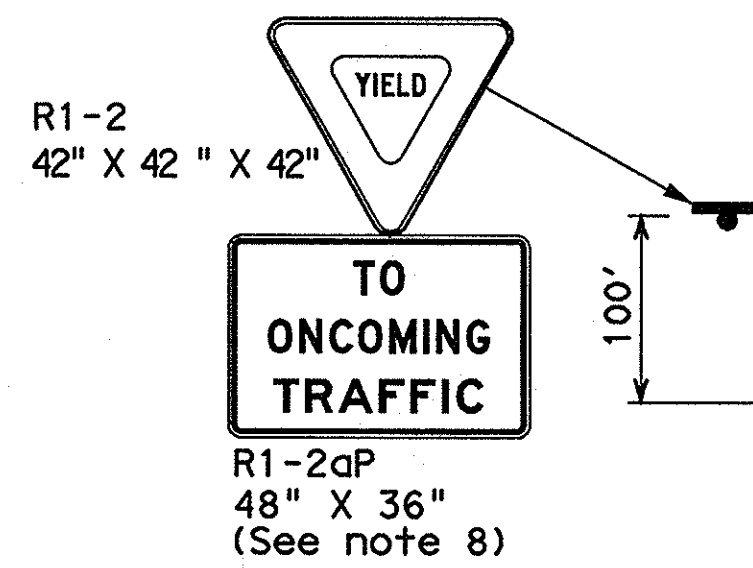 YIELD
R1-2
42" X 42 " X 42"
TO
ONCOMING
TRAFFIC
100'
R1-2aP
48" X 36"
(See note 8)